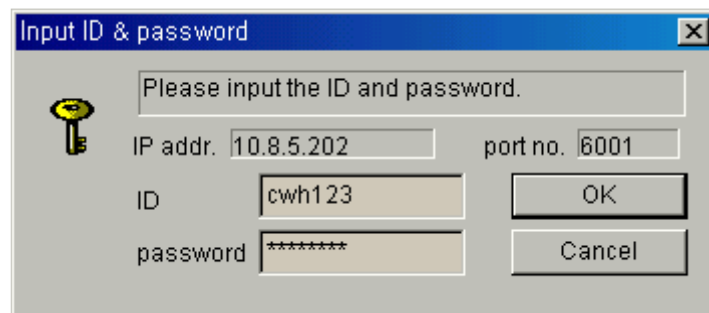 Input ID & password
Please input the ID and password.
IP addr. 10.8.5.202 port no. 6001
ID cwh123 OK
password ******** Cancel